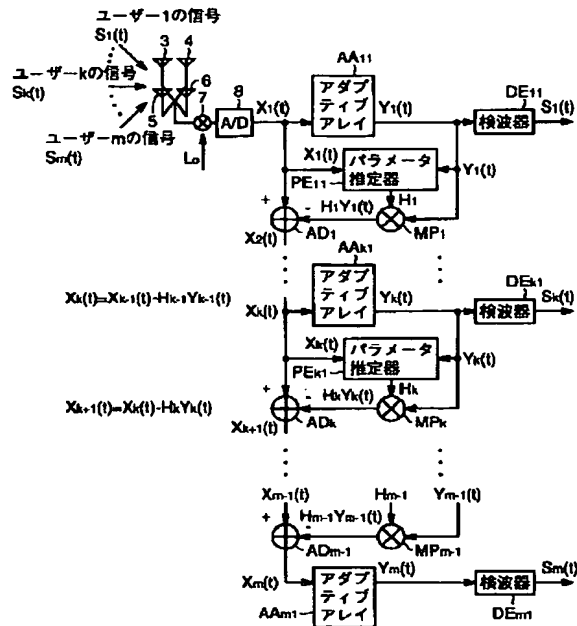 ユーザー1の信号
S1(t)
3 4
AA11
ユーザーkの信号
Sk(t)
5 6 7 8
A/D
X1(t)
アダプ
ティブ
アレイ
Y1(t)
DE11
検波器
S1(t)
ユーザーmの信号
Sm(t)
Lo
X1(t)
パラメータ
推定器
PE11
Y1(t)
H1
+
-
H1Y1(t)
AD1
MP1
X2(t)
AAk1
Xk(t)=Xk-1(t)-Hk-1Yk-1(t)
Xk(t)
アダプ
ティブ
アレイ
Yk(t)
DEk1
検波器
Sk(t)
Xk(t)
パラメータ
推定器
PEk1
Yk(t)
Hk
+
-
HkYk(t)
Xk+1(t)=Xk(t)-HkYk(t)
ADk
MPk
Xk+1(t)
Xm-1(t)
Hm-1
Ym-1(t)
+
-
Hm-1Ym-1(t)
ADm-1
MPm-1
Xm(t)
アダプ
ティブ
アレイ
AAm1
Ym(t)
検波器
Sm(t)
DEm1